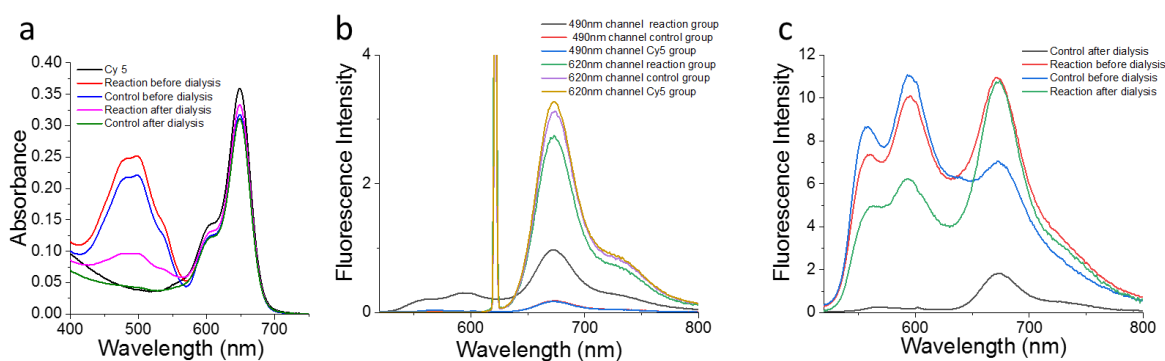 a
Absorbance
0.40
0.35
0.30
0.25
0.20
0.15
0.10
0.05
0.00
Cy 5
Reaction before dialysis
Control before dialysis
Reaction after dialysis
Control after dialysis
400 500 600 700
Wavelength (nm)
b
Fluorescence Intensity
4
2
0
490nm channel reaction group
490nm channel control group
490nm channel Cy5 group
620nm channel reaction group
620nm channel control group
620nm channel Cy5 group
600 700 800
Wavelength (nm)
c
Fluorescence Intensity
12
10
8
6
4
2
0
Control after dialysis
Reaction before dialysis
Control before dialysis
Reaction after dialysis
600 700 800
Wavelength (nm)